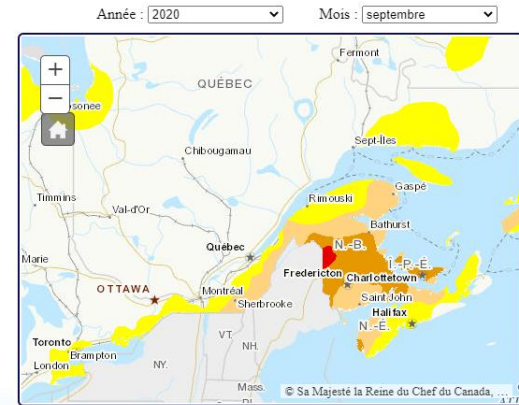 Année : 2020 Mois : septembre
+
−
Fermont
QUÉBEC
osonee
Chibougamau
Sept-Îles
Timmins
Val-d'Or
Rimouski
Gaspé
Bathurst
Québec
N.-B.
Marie
Î.-P.-É.
Fredericton Charlottetown
OTTAWA
Montréal
Sherbrooke
Saint John
Halifax
N.-É.
Toronto
Brampton
London
VT.
NH.
NY.
Mass.
© Sa Majesté la Reine du Chef du Canada, ...